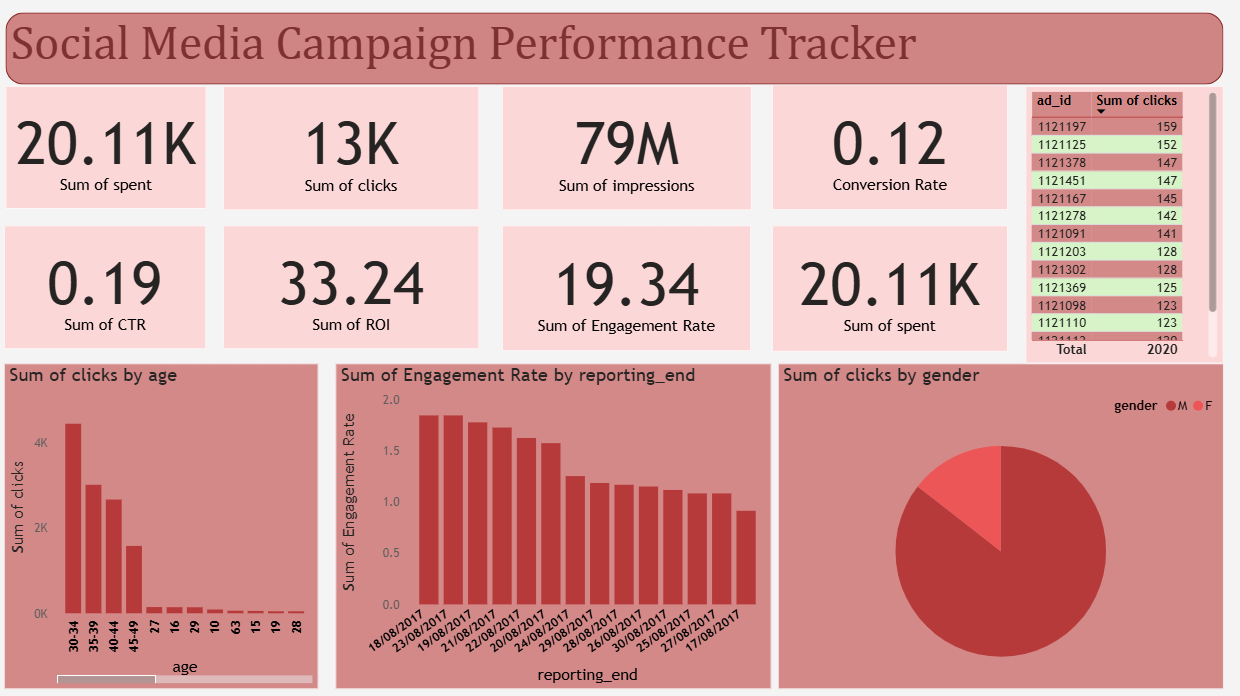 Social Media Campaign Performance Tracker
20.11K
Sum of spent
13K
Sum of clicks
79M
Sum of impressions
0.12
Conversion Rate
0.19
Sum of CTR
33.24
Sum of ROI
19.34
Sum of Engagement Rate
20.11K
Sum of spent
ad_id Sum of clicks
1121197 159
1121125 152
1121378 147
1121451 147
1121167 145
1121278 142
1121091 141
1121203 128
1121302 128
1121369 125
1121098 123
1121110 123
Total 2020
Sum of clicks by age
Sum of clicks
4K
2K
0K
30-34 35-39 40-44 45-49 27 16 29 10 63 15 19 28
age
Sum of Engagement Rate by reporting_end
Sum of Engagement Rate
2.0
1.5
1.0
0.5
0.0
18/08/2017 23/08/2017 19/08/2017 21/08/2017 22/08/2017 20/08/2017 24/08/2017 29/08/2017 28/08/2017 26/08/2017 30/08/2017 25/08/2017 27/08/2017 17/08/2017
reporting_end
Sum of clicks by gender
gender M F